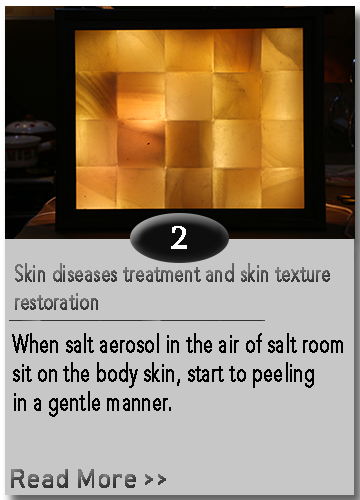 2
Skin diseases treatment and skin texture
restoration
When salt aerosol in the air of salt room
sit on the body skin, start to peeling
in a gentle manner.
Read More >>